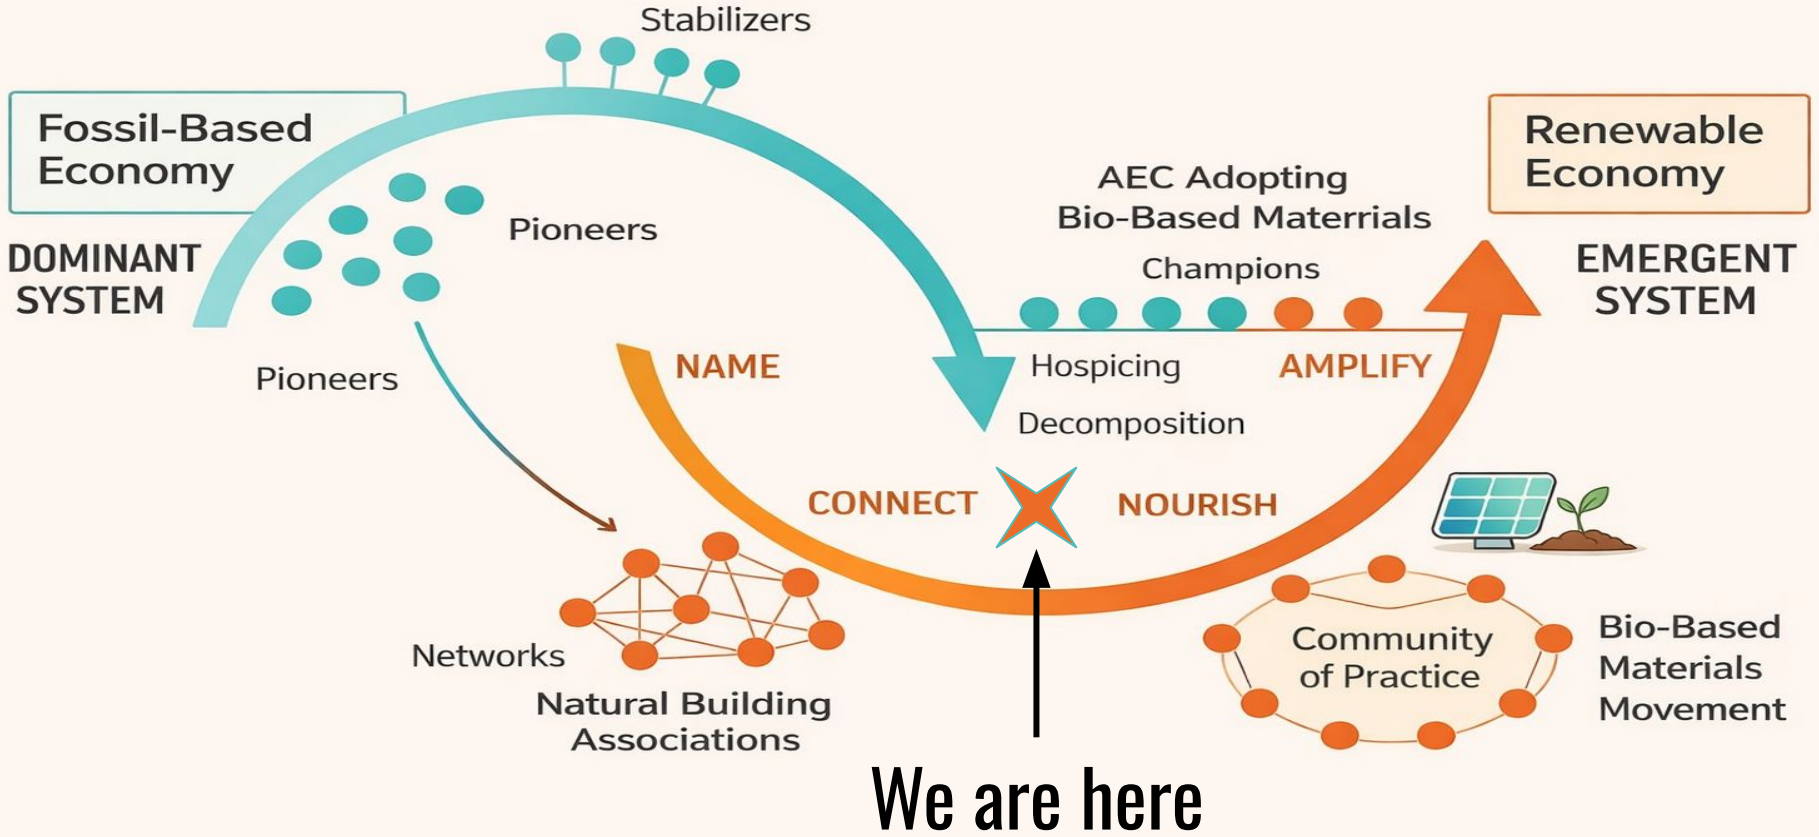 Stabilizers
Fossil-Based
Economy
DOMINANT
SYSTEM
Pioneers
Pioneers
NAME
CONNECT
NOURISH
AMPLIFY
Hospicing
Decomposition
AEC Adopting
Bio-Based Materrials
Champions
Renewable
Economy
EMERGENT
SYSTEM
Networks
Natural Building
Associations
Community
of Practice
Bio-Based
Materials
Movement
We are here